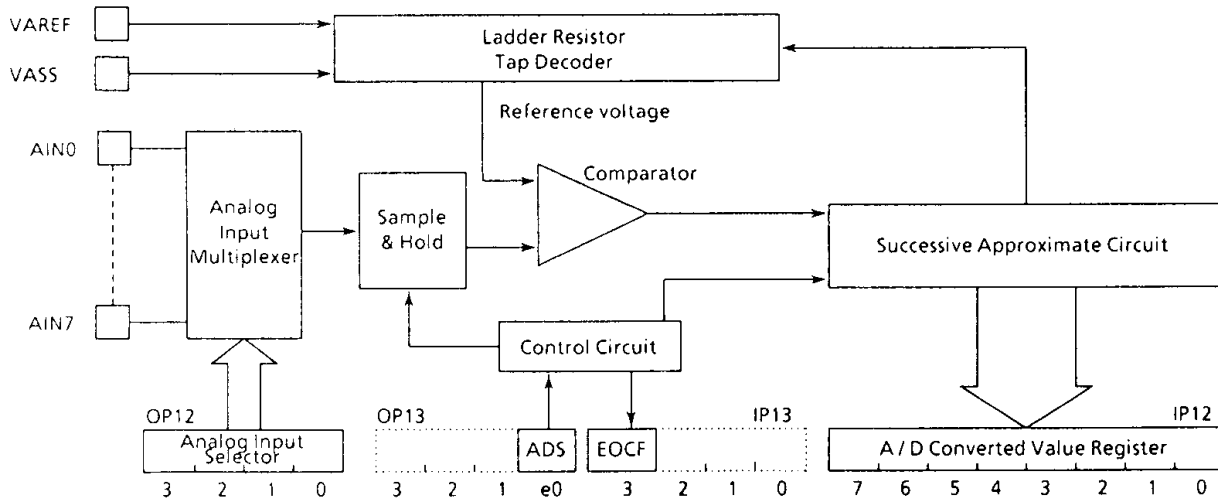 VAREF
VASS
Ladder Resistor
Tap Decoder
Reference voltage
AIN0
AIN7
Analog
Input
Multiplexer
Sample
& Hold
Comparator
Successive Approximate Circuit
Control Circuit
OP12
Analog Input
Selector
3 2 1 0
OP13
ADS
3 2 1 e0
IP13
EOCF
3 2 1 0
IP12
A / D Converted Value Register
7 6 5 4 3 2 1 0